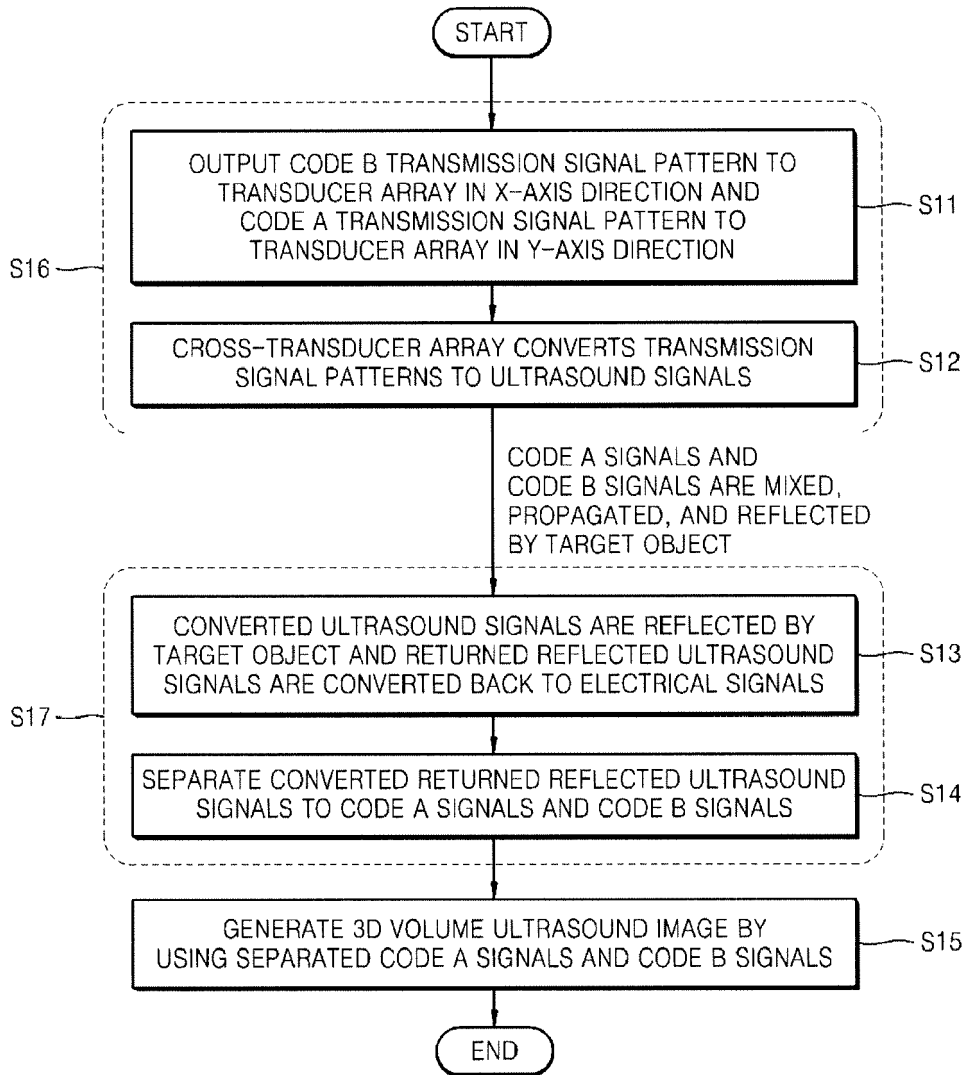 START
OUTPUT CODE B TRANSMISSION SIGNAL PATTERN TO
TRANSDUCER ARRAY IN X-AXIS DIRECTION AND
CODE A TRANSMISSION SIGNAL PATTERN TO
TRANSDUCER ARRAY IN Y-AXIS DIRECTION
S11
S16
CROSS-TRANSDUCER ARRAY CONVERTS TRANSMISSION
SIGNAL PATTERNS TO ULTRASOUND SIGNALS
S12
CODE A SIGNALS AND
CODE B SIGNALS ARE MIXED,
PROPAGATED, AND REFLECTED
BY TARGET OBJECT
CONVERTED ULTRASOUND SIGNALS ARE REFLECTED BY
TARGET OBJECT AND RETURNED REFLECTED ULTRASOUND
SIGNALS ARE CONVERTED BACK TO ELECTRICAL SIGNALS
S13
S17
SEPARATE CONVERTED RETURNED REFLECTED ULTRASOUND
SIGNALS TO CODE A SIGNALS AND CODE B SIGNALS
S14
GENERATE 3D VOLUME ULTRASOUND IMAGE BY
USING SEPARATED CODE A SIGNALS AND CODE B SIGNALS
S15
END